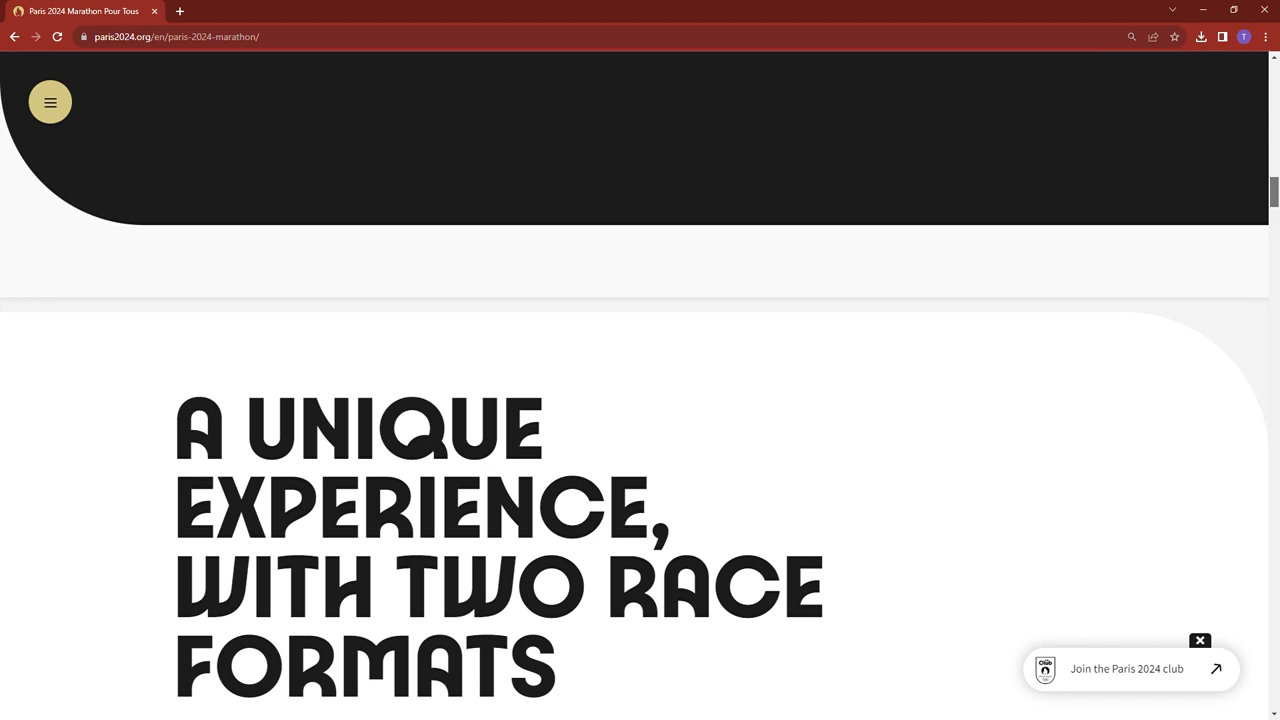 Paris 2024 Marathon Pour Tous
paris2024.org/en/paris-2024-marathon/
T
A UNIQUE
EXPERIENCE,
WITH TWO RACE
FORMATS
Club
Join the Paris 2024 club